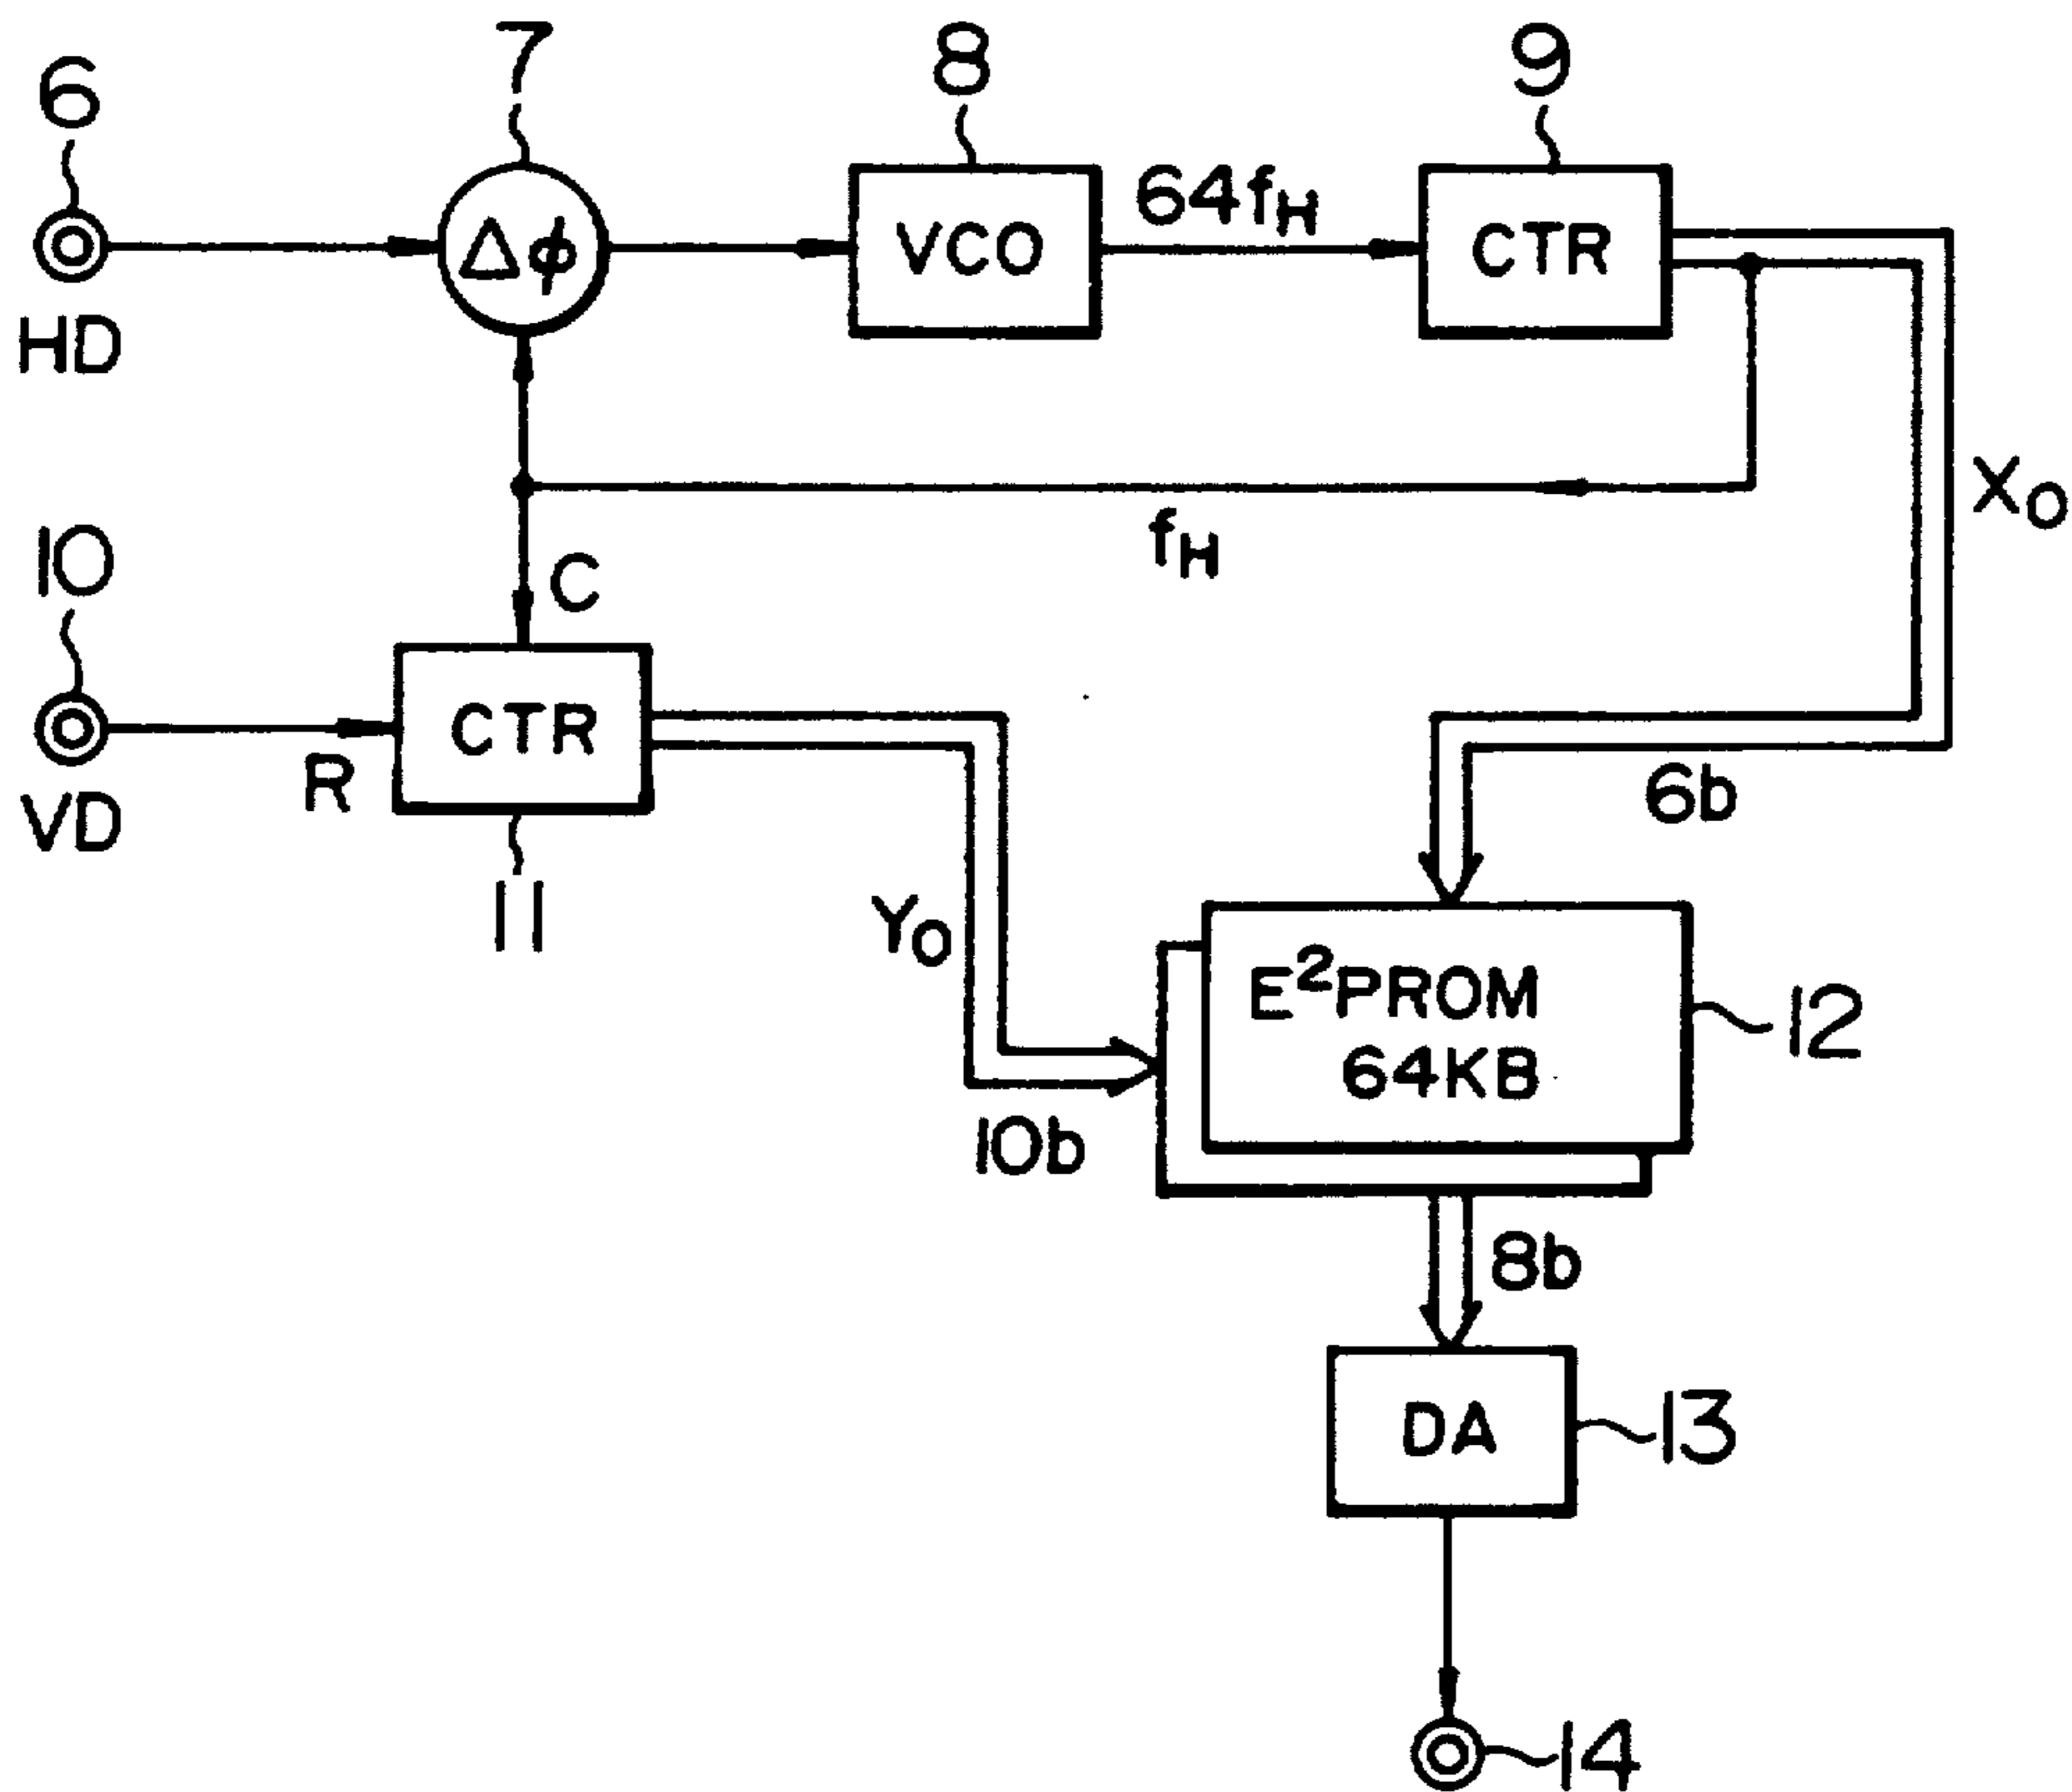 6
7
8
9
HD
Δφ
VCO
64fH
CTR
X0
fH
10
C
VD
R
CTR
11
6b
Y0
10b
E²PROM
64KB
12
8b
DA
13
14